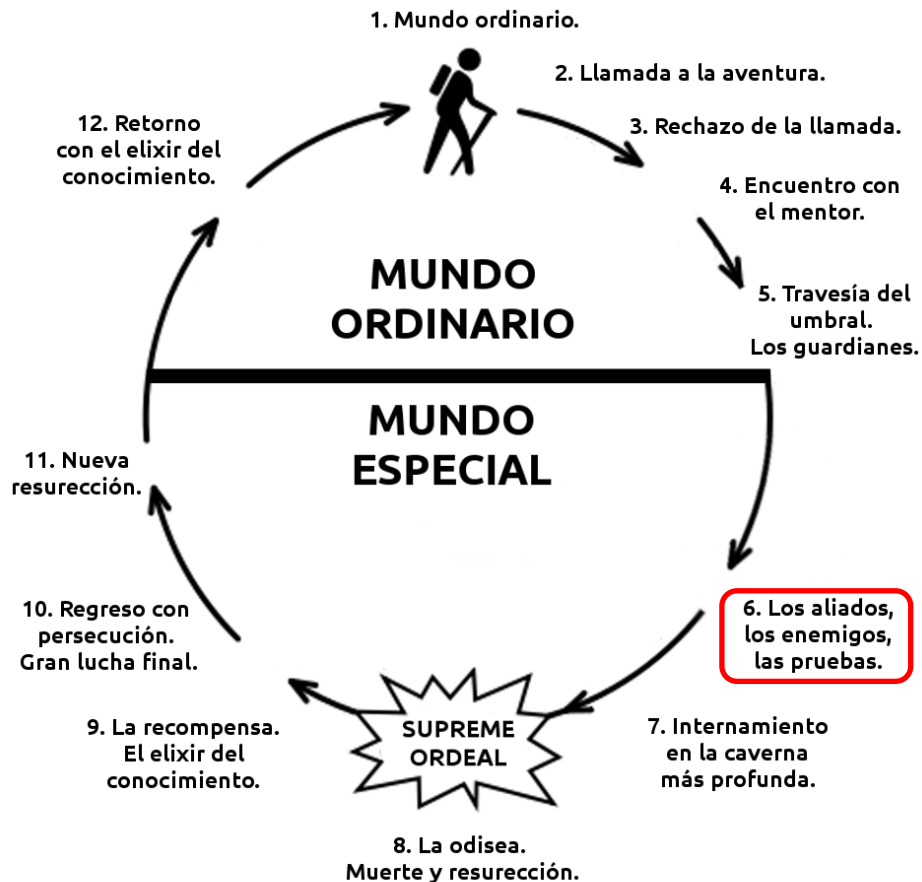 1. Mundo ordinario.
2. Llamada a la aventura.
3. Rechazo de la llamada.
4. Encuentro con
el mentor.
5. Travesía del
umbral.
Los guardianes.
6. Los aliados,
los enemigos,
las pruebas.
7. Internamiento
en la caverna
más profunda.
8. La odisea.
Muerte y resurección.
9. La recompensa.
El elixir del
conocimiento.
10. Regreso con
persecución.
Gran lucha final.
11. Nueva
resurección.
12. Retorno
con el elixir del
conocimiento.
MUNDO
ORDINARIO
MUNDO
ESPECIAL
SUPREME
ORDEAL